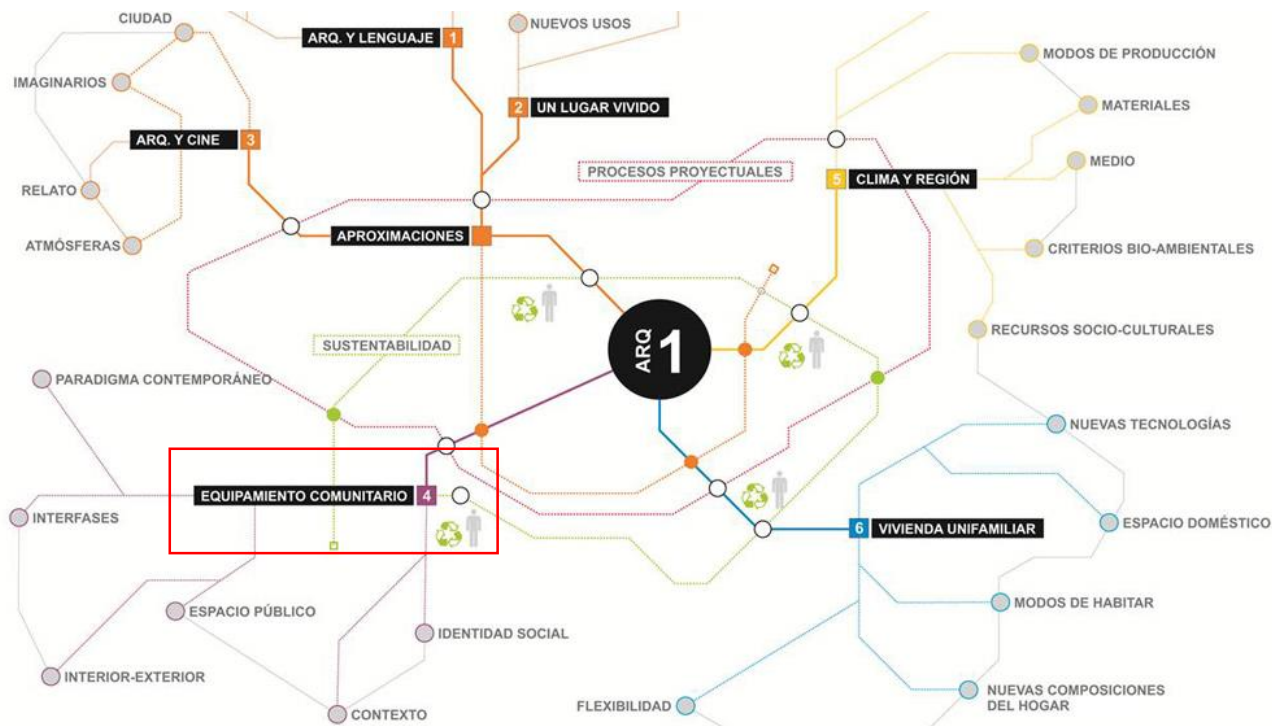 CIUDAD
NUEVOS USOS
ARQ. Y LENGUAJE 1
MODOS DE PRODUCCIÓN
IMAGINARIOS
2 UN LUGAR VIVIDO
MATERIALES
ARQ. Y CINE 3
MEDIO
PROCESOS PROYECTUALES
5 CLIMA Y REGIÓN
RELATO
APROXIMACIONES
ATMÓSFERAS
CRITERIOS BIO-AMBIENTALES
RECURSOS SOCIO-CULTURALES
SUSTENTABILIDAD
ARQ 1
PARADIGMA CONTEMPORÁNEO
NUEVAS TECNOLOGÍAS
EQUIPAMIENTO COMUNITARIO 4
INTERFASES
ESPACIO DOMÉSTICO
6 VIVIENDA UNIFAMILIAR
MODOS DE HABITAR
ESPACIO PÚBLICO
IDENTIDAD SOCIAL
INTERIOR-EXTERIOR
NUEVAS COMPOSICIONES
DEL HOGAR
FLEXIBILIDAD
CONTEXTO